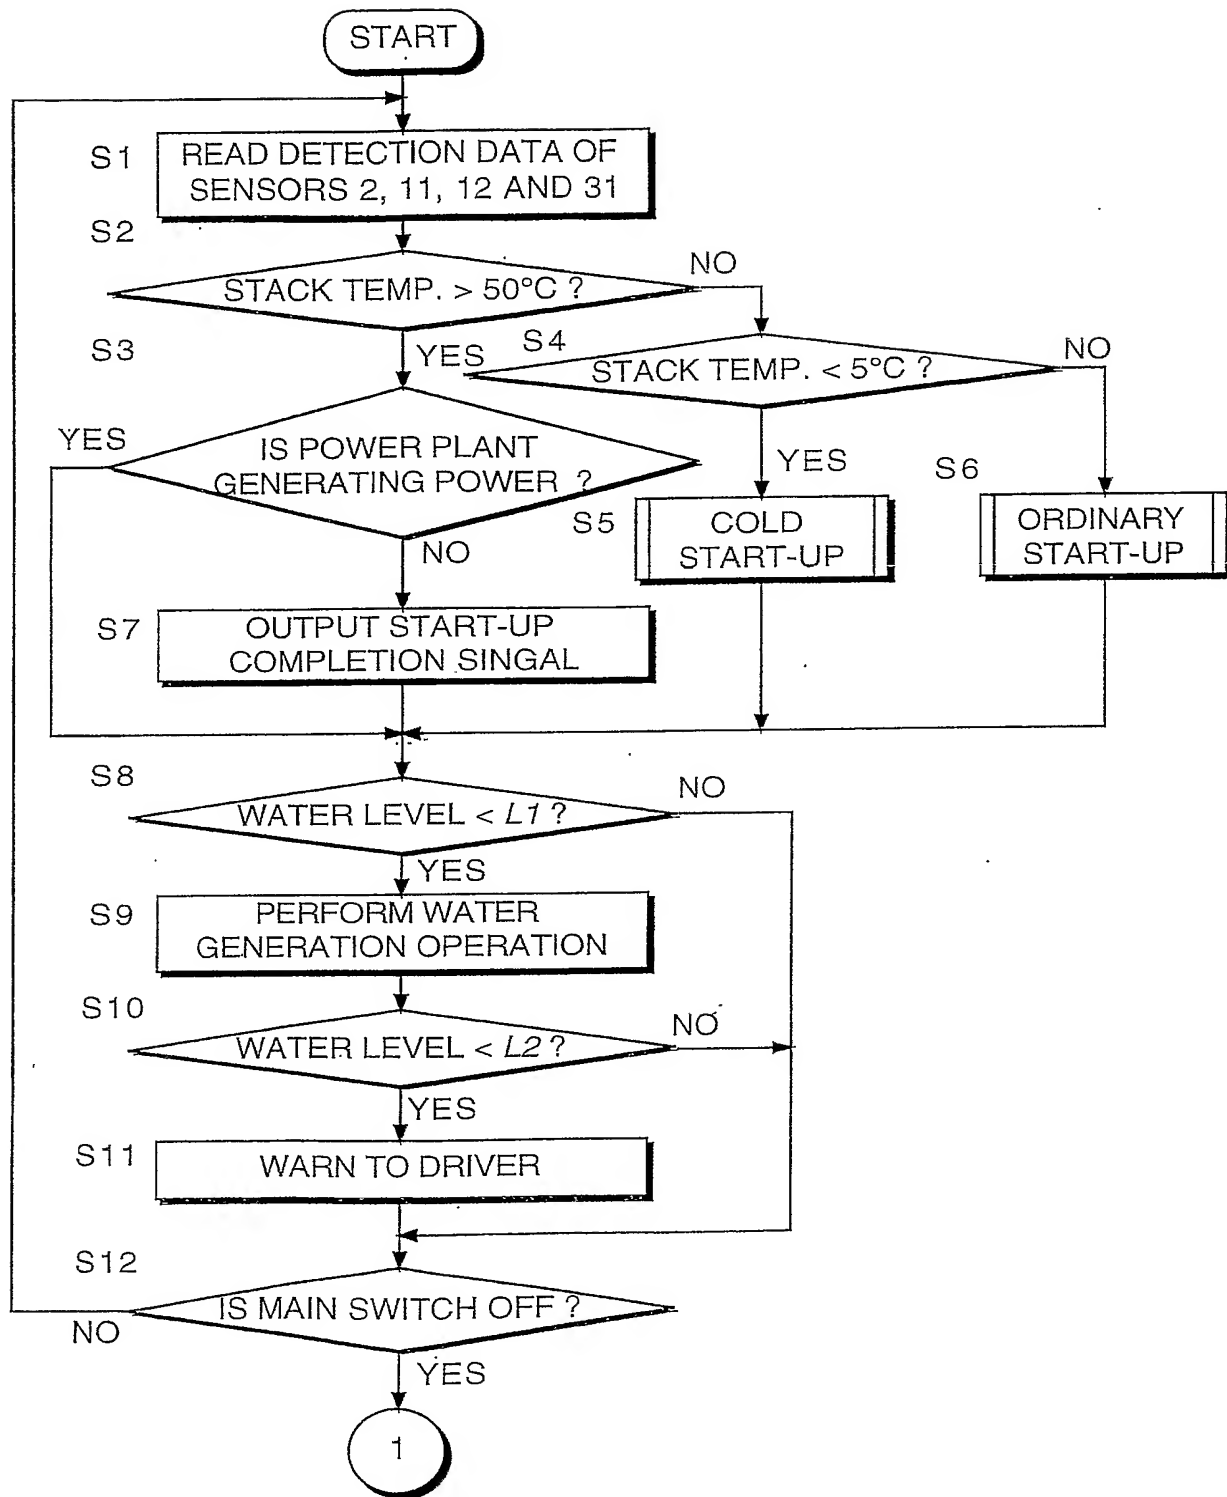 START
S1
READ DETECTION DATA OF
SENSORS 2, 11, 12 AND 31
S2
STACK TEMP. > 50°C ?
NO
S3
YES
S4
STACK TEMP. < 5°C ?
NO
YES
IS POWER PLANT
GENERATING POWER ?
YES
S5
COLD
START-UP
S6
ORDINARY
START-UP
NO
S7
OUTPUT START-UP
COMPLETION SINGAL
S8
WATER LEVEL < L1 ?
NO
YES
S9
PERFORM WATER
GENERATION OPERATION
S10
WATER LEVEL < L2 ?
NO
YES
S11
WARN TO DRIVER
S12
IS MAIN SWITCH OFF ?
NO
YES
1